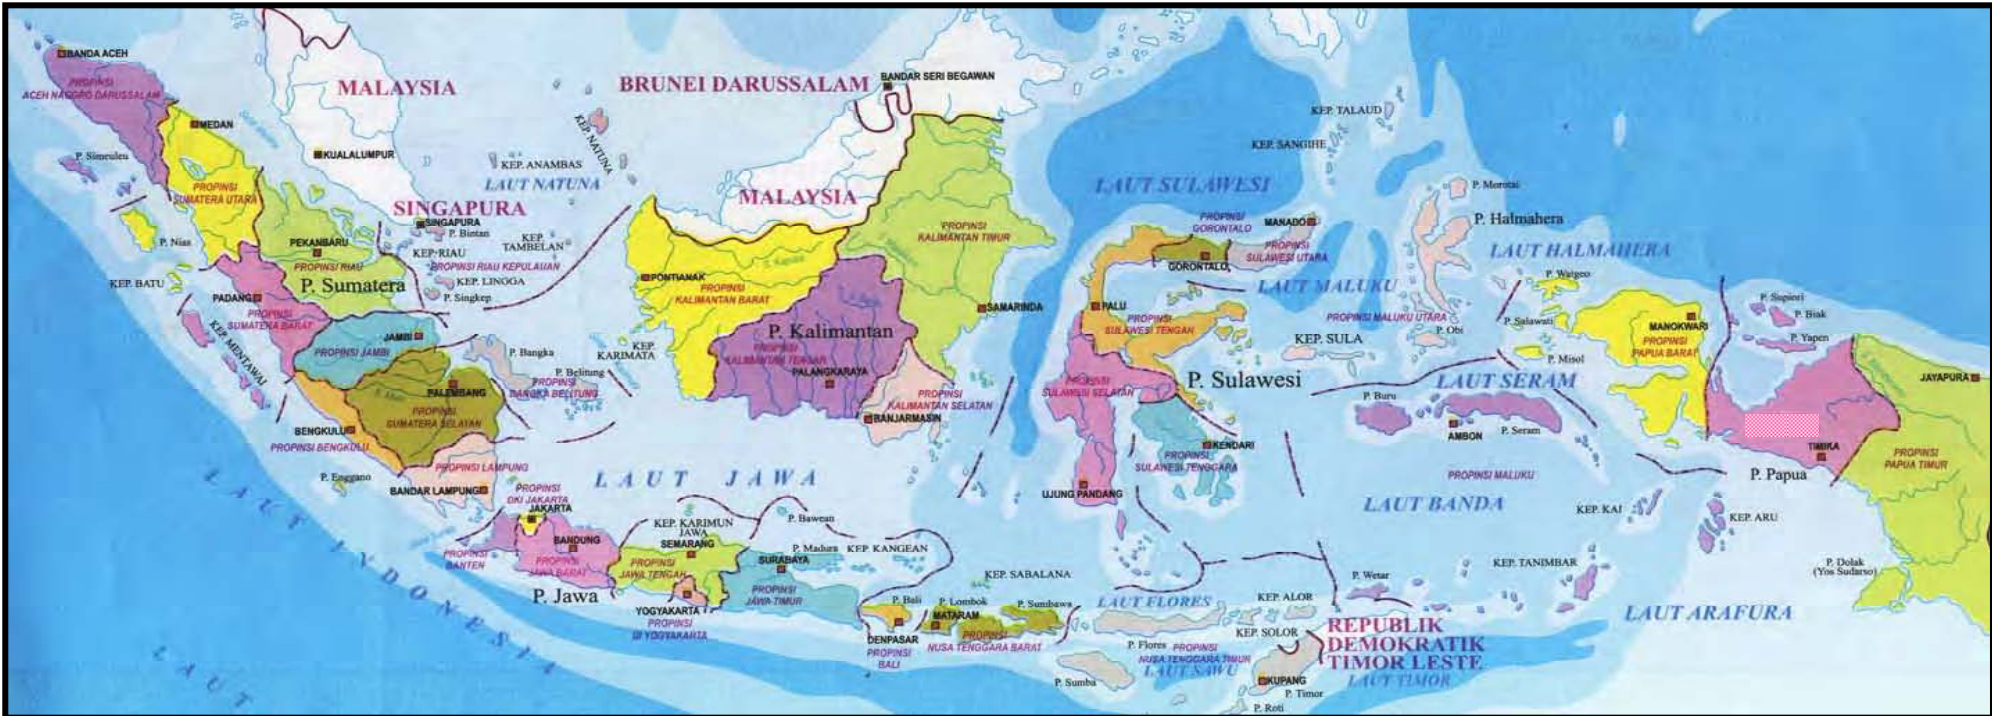 BANDA ACEH
PROPINSI
ACEH NAGGRO DARUSSALAM
P. Simeuleu
MEDAN
PROPINSI
SUMATERA UTARA
P. Nias
KEP. BATU
MALAYSIA
KUALALUMPUR
SINGAPURA
SINGAPURA
P. Bintan
KEP. RIAU
PROPINSI RIAU KEPULAUAN
KEP. LINGGA
P. Singkep
KEP. ANAMBAS
LAUT NATUNA
KEP. NATUNA
KEP.
TAMBELAN
PEKANBARU
PROPINSI RIAU
P. Sumatera
PADANG
PROPINSI
SUMATERA BARAT
KEP. MENTAWAI
JAMBI
PROPINSI JAMBI
P. Bangka
P. Belitung
PROPINSI
BANGKA BELITUNG
PALEMBANG
PROPINSI
SUMATERA SELATAN
BENGKULU
PROPINSI BENGKULU
P. Enggano
PROPINSI LAMPUNG
BANDAR LAMPUNG
BRUNEI DARUSSALAM
BANDAR SERI BEGAWAN
MALAYSIA
PONTIANAK
PROPINSI
KALIMANTAN BARAT
KEP.
KARIMATA
PROPINSI
KALIMANTAN TIMUR
SAMARINDA
P. Kalimantan
PROPINSI
KALIMANTAN TENGAH
PALANGKARAYA
PROPINSI
KALIMANTAN SELATAN
BANJARMASIN
LAUT JAWA
PROPINSI
DKI JAKARTA
JAKARTA
PROPINSI
BANTEN
BANDUNG
PROPINSI
JAWA BARAT
P. Jawa
KEP. KARIMUN
JAWA
SEMARANG
PROPINSI
JAWA TENGAH
YOGYAKARTA
PROPINSI
DI YOGYAKARTA
P. Bawean
P. Madura
KEP. KANGEAN
SURABAYA
PROPINSI
JAWA TIMUR
P. Bali
DENPASAR
PROPINSI
BALI
P. Lombok
MATARAM
P. Sumbawa
PROPINSI
NUSA TENGGARA BARAT
KEP. SABALANA
LAUT INDONESIA
LAUT
KEP. TALAUD
KEP. SANGIHE
LAUT SULAWESI
PROPINSI
GORONTALO
GORONTALO
MANADO
PROPINSI
SULAWESI UTARA
LAUT MALUKU
PALU
PROPINSI
SULAWESI TENGAH
PROPINSI
SULAWESI SELATAN
P. Sulawesi
KENDARI
PROPINSI
SULAWESI TENGGARA
UJUNG PANDANG
P. Morotai
P. Halmahera
LAUT HALMAHERA
PROPINSI MALUKU UTARA
P. Obi
KEP. SULA
P. Waigeo
P. Salawati
P. Misol
MANOKWARI
PROPINSI
PAPUA BARAT
P. Supiori
P. Biak
P. Yapen
JAYAPURA
LAUT SERAM
P. Buru
AMBON
P. Seram
PROPINSI MALUKU
LAUT BANDA
TIMIKA
P. Papua
PROPINSI
PAPUA TIMUR
KEP. KAI
KEP. ARU
KEP. TANIMBAR
P. Dolak
(Yos Sudarso)
LAUT ARAFURA
P. Wetar
LAUT FLORES
KEP. ALOR
KEP. SOLOR
P. Flores
PROPINSI
NUSA TENGGARA TIMUR
LAUT SAWU
P. Sumba
KUPANG
P. Timor
P. Roti
REPUBLIK
DEMOKRATIK
TIMOR LESTE
LAUT TIMOR